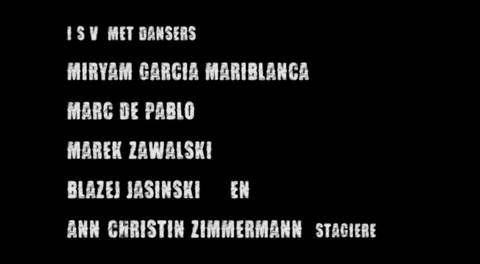 I S V MET DANSERS
MIRYAM GARCIA MARIBLANCA
MARC DE PABLO
MAREK ZAWALSKI
BLAZEJ JASINSKI EN
ANN CHRISTIN ZIMMERMANN STAGIERE